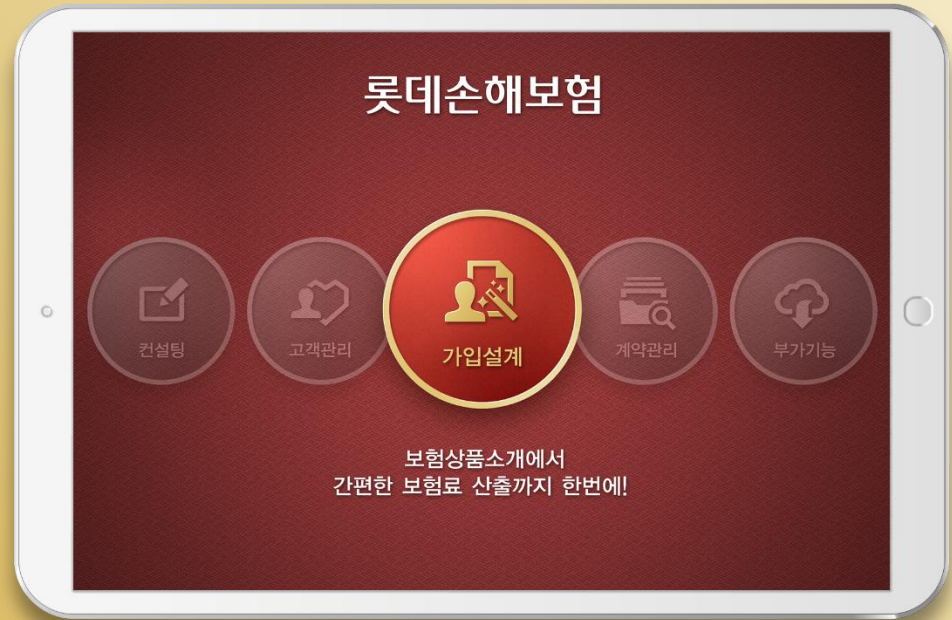 롯데손해보험
컨설팅
고객관리
가입설계
계약관리
부가기능
보험상품소개에서
간편한 보험료 산출까지 한번에!